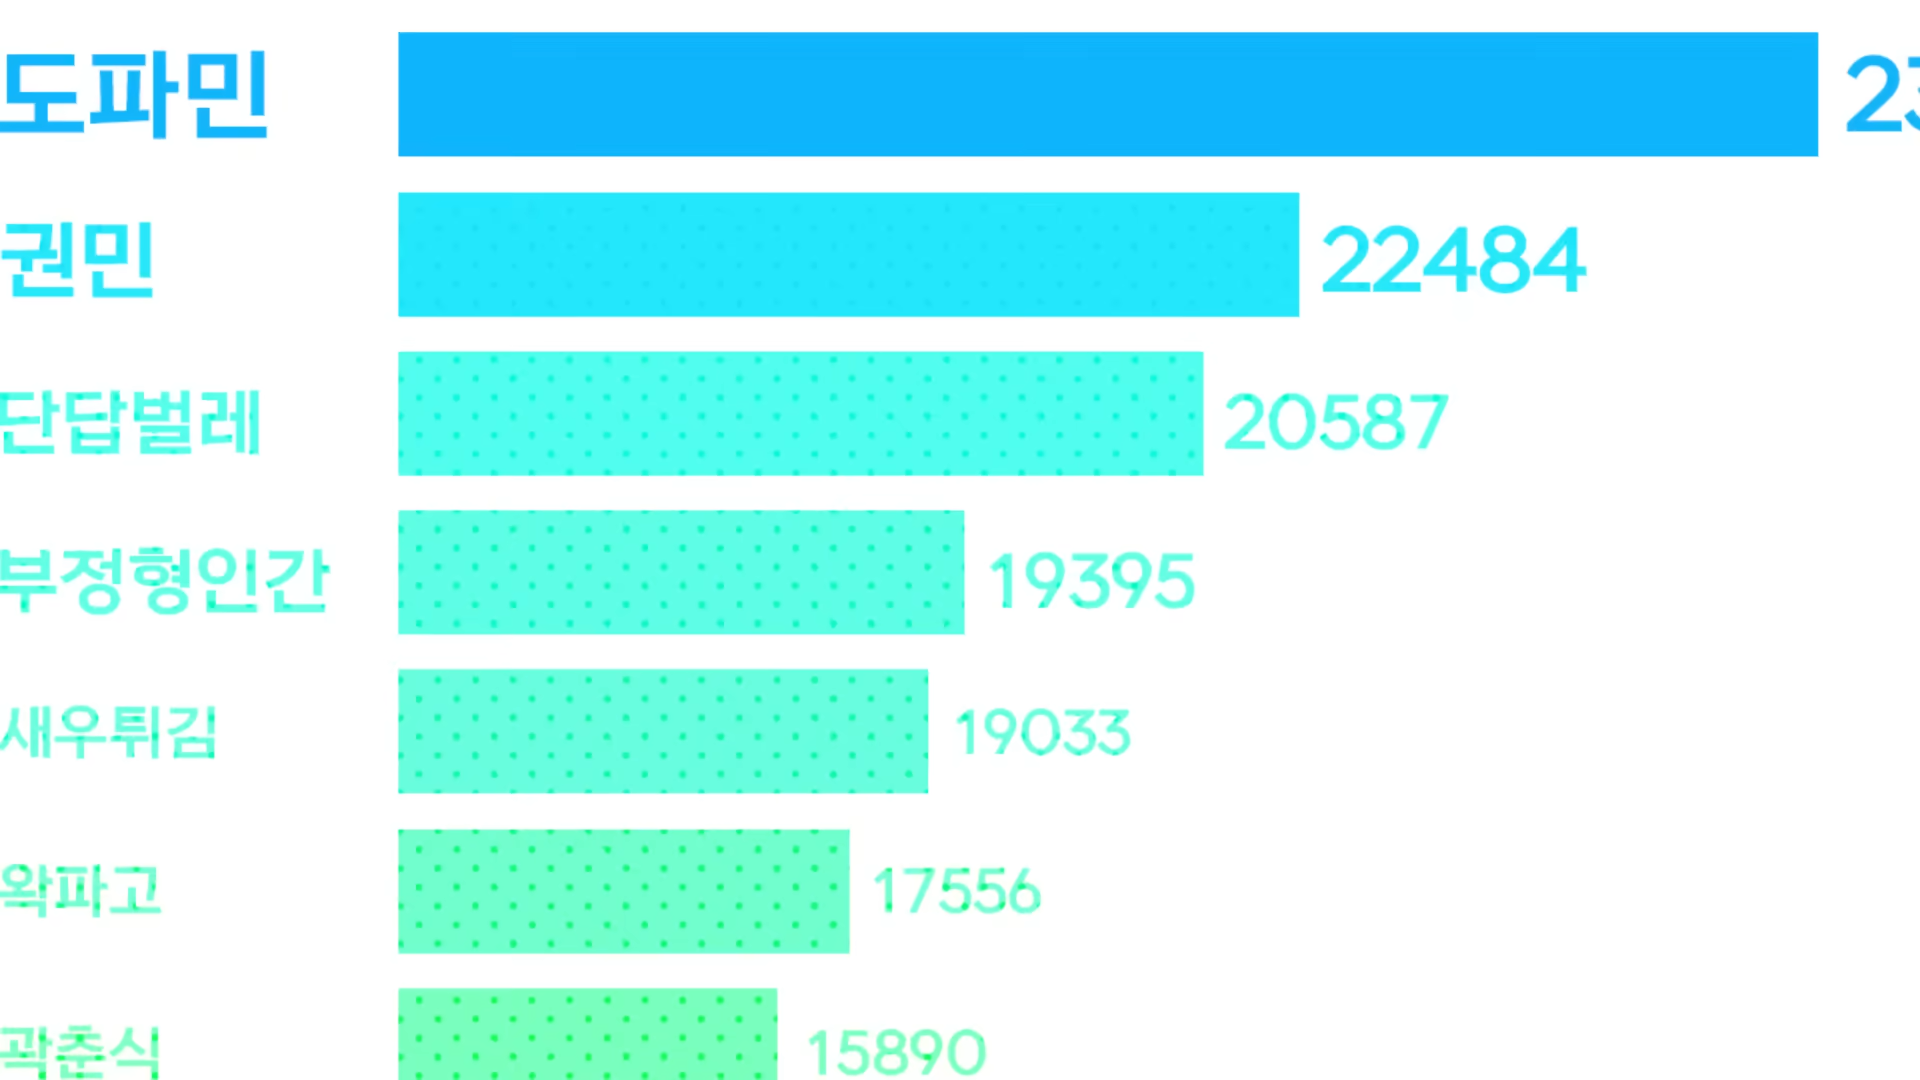 도파민
권민 22484
단답벌레 20587
부정형인간 19395
새우튀김 19033
왁파고 17556
곽춘식 15890